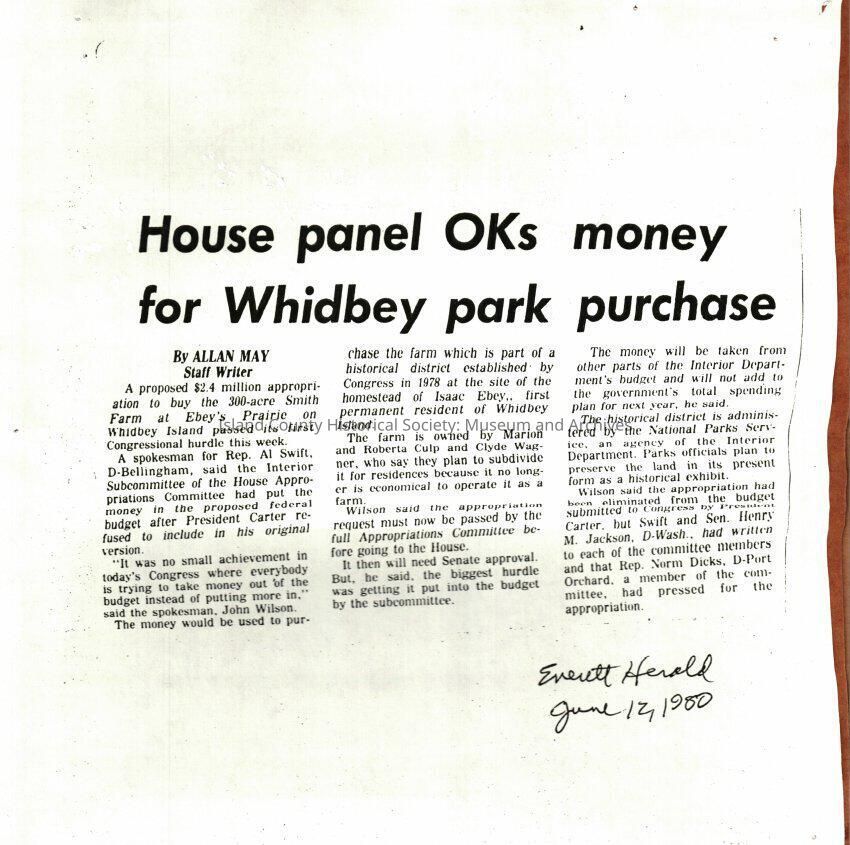 House panel OKs money
for Whidbey park purchase
By ALLAN MAY
Staff Writer
A proposed $2.4 million appropri-
ation to buy the 300-acre Smith
Farm at Ebey's Prairie on
Whidbey Island passed its first
Congressional hurdle this week.
A spokesman for Rep. Al Swift,
D-Bellingham, said the Interior
Subcommittee of the House Appro-
priations Committee had put the
money in the proposed federal
budget after President Carter re-
fused to include in his original
version.
"It was no small achievement in
today's Congress where everybody
is trying to take money out of the
budget instead of putting more in,"
said the spokesman, John Wilson.
The money would be used to pur-
chase the farm which is part of a
historical district established by
Congress in 1978 at the site of the
homestead of Isaac Ebey,, first
permanent resident of Whidbey
Island.
The farm is owned by Marion
and Roberta Culp and Clyde Wag-
ner, who say they plan to subdivide
it for residences because it no long-
er is economical to operate it as a
farm.
Wilson said the appropriation
request must now be passed by the
full Appropriations Committee be-
fore going to the House.
It then will need Senate approval.
But, he said, the biggest hurdle
was getting it put into the budget
by the subcommittee.
The money will be taken from
other parts of the Interior Depart-
ment's budget and will not add to
the government's total spending
plan for next year, he said.
The historical district is adminis-
tered by the National Parks Serv-
ice, an agency of the Interior
Department. Parks officials plan to
preserve the land in its present
form as a historical exhibit.
Wilson said the appropriation had
been eliminated from the budget
submitted to Congress by President
Carter, but Swift and Sen. Henry
M. Jackson, D-Wash., had written
to each of the committee members
and that Rep. Norm Dicks, D-Port
Orchard, a member of the com-
mittee, had pressed for the
appropriation.
Island County Historical Society: Museum and Archives
Everett Herald
June 12, 1980